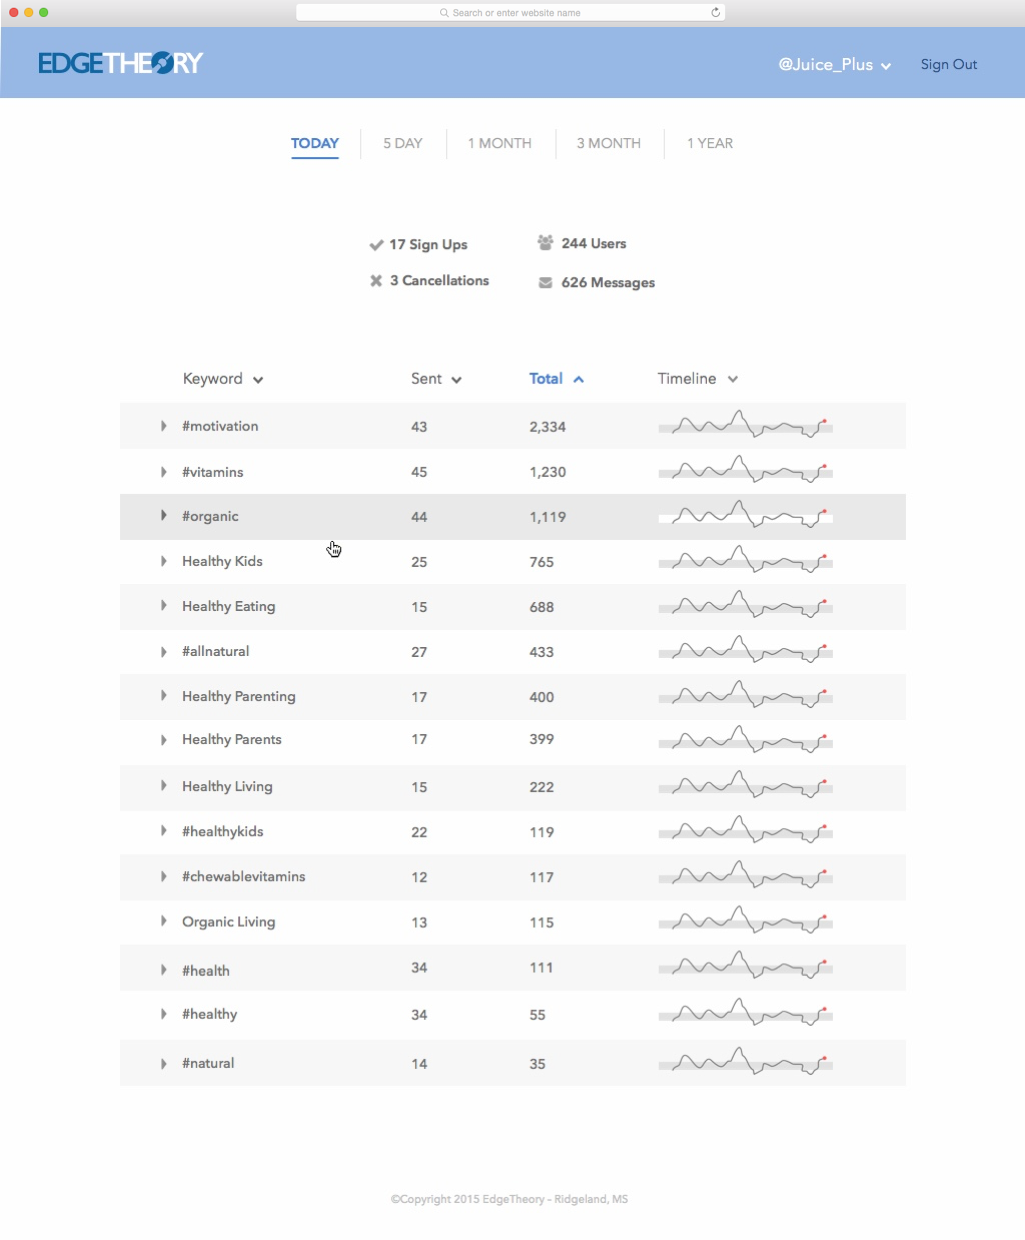 Search or enter website name
EDGETHEORY
@Juice_Plus
Sign Out
TODAY
5 DAY
1 MONTH
3 MONTH
1 YEAR
17 Sign Ups
244 Users
3 Cancellations
626 Messages
Keyword Sent Total Timeline
#motivation 43 2,334
#vitamins 45 1,230
#organic 44 1,119
Healthy Kids 25 765
Healthy Eating 15 688
#allnatural 27 433
Healthy Parenting 17 400
Healthy Parents 17 399
Healthy Living 15 222
#healthykids 22 119
#chewablevitamins 12 117
Organic Living 13 115
#health 34 111
#healthy 34 55
#natural 14 35
©Copyright 2015 EdgeTheory - Ridgeland, MS